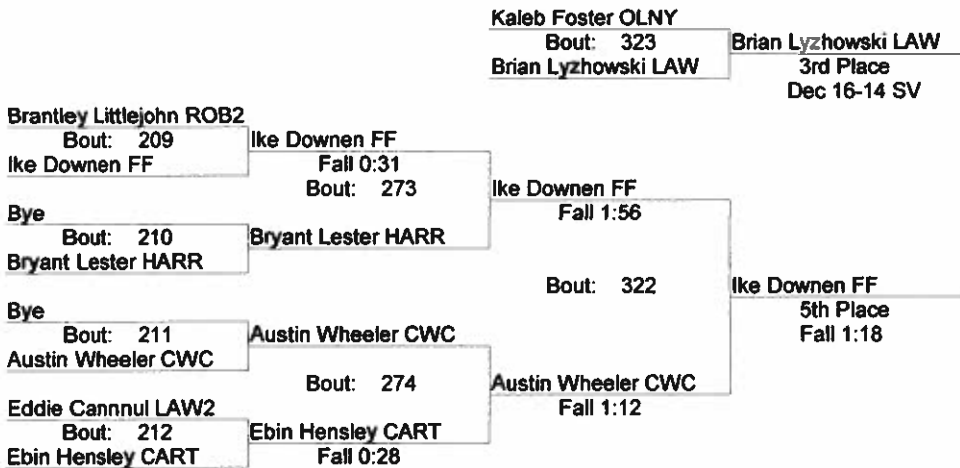 Kaleb Foster OLNY
Bout: 323
Brian Lyzhowski LAW
Brian Lyzhowski LAW
3rd Place
Dec 16-14 SV
Brantley Littlejohn ROB2
Bout: 209
Ike Downen FF
Ike Downen FF
Fall 0:31
Bout: 273
Bye
Bout: 210
Bryant Lester HARR
Bryant Lester HARR
Ike Downen FF
Fall 1:56
Bye
Bout: 211
Austin Wheeler CWC
Austin Wheeler CWC
Bout: 274
Eddie Cannnul LAW2
Bout: 212
Ebin Hensley CART
Ebin Hensley CART
Fall 0:28
Austin Wheeler CWC
Fall 1:12
Bout: 322
Ike Downen FF
5th Place
Fall 1:18